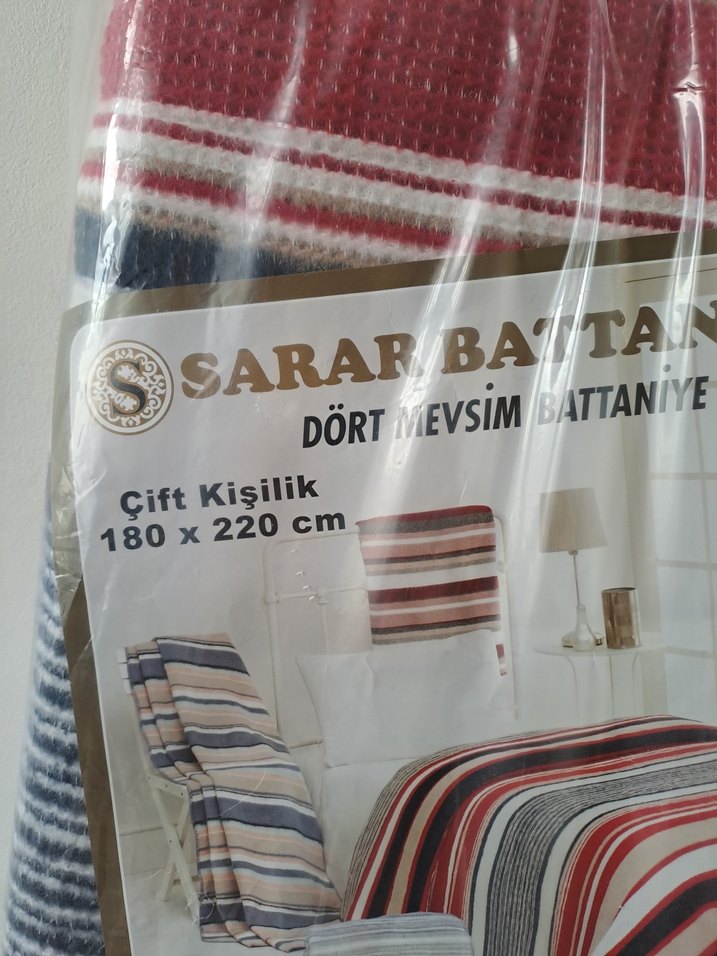 S SARAR BATTAN
DÖRT MEVSİM BATTANİYE
Çift Kişilik
180 x 220 cm